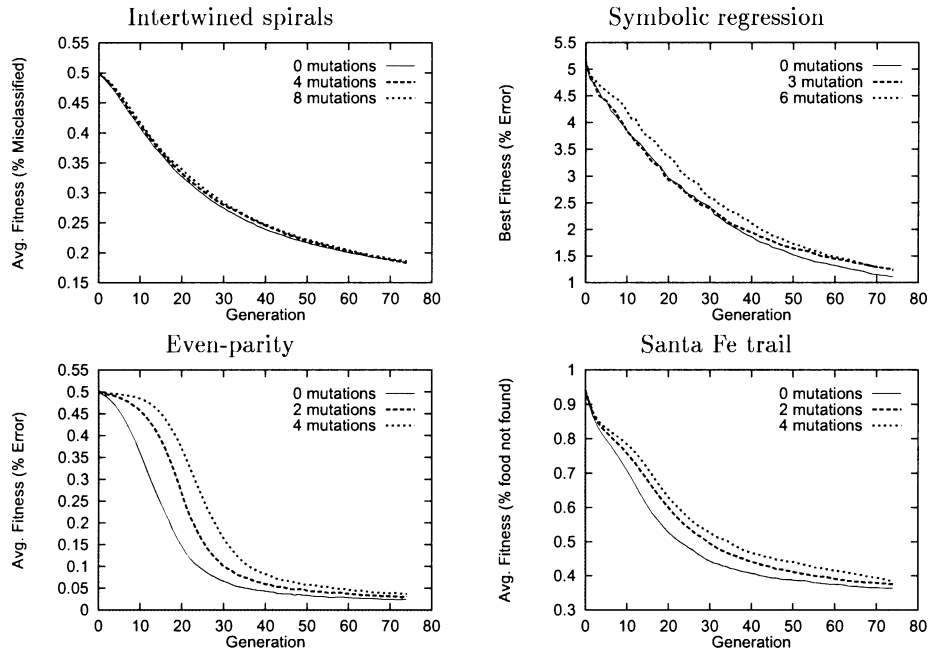 Intertwined spirals
0.55
0.5
0.45
0.4
0.35
0.3
0.25
0.2
0.15
Avg. Fitness (% Misclassified)
0 mutations
4 mutations
8 mutations
0 10 20 30 40 50 60 70 80
Generation
Symbolic regression
5.5
5
4.5
4
3.5
3
2.5
2
1.5
1
Best Fitness (% Error)
0 mutations
3 mutation
6 mutations
0 10 20 30 40 50 60 70 80
Generation
Even-parity
0.55
0.5
0.45
0.4
0.35
0.3
0.25
0.2
0.15
0.1
0.05
0
Avg. Fitness (% Error)
0 mutations
2 mutations
4 mutations
0 10 20 30 40 50 60 70 80
Generation
Santa Fe trail
1
0.9
0.8
0.7
0.6
0.5
0.4
0.3
Avg. Fitness (% food not found)
0 mutations
2 mutations
4 mutations
0 10 20 30 40 50 60 70 80
Generation